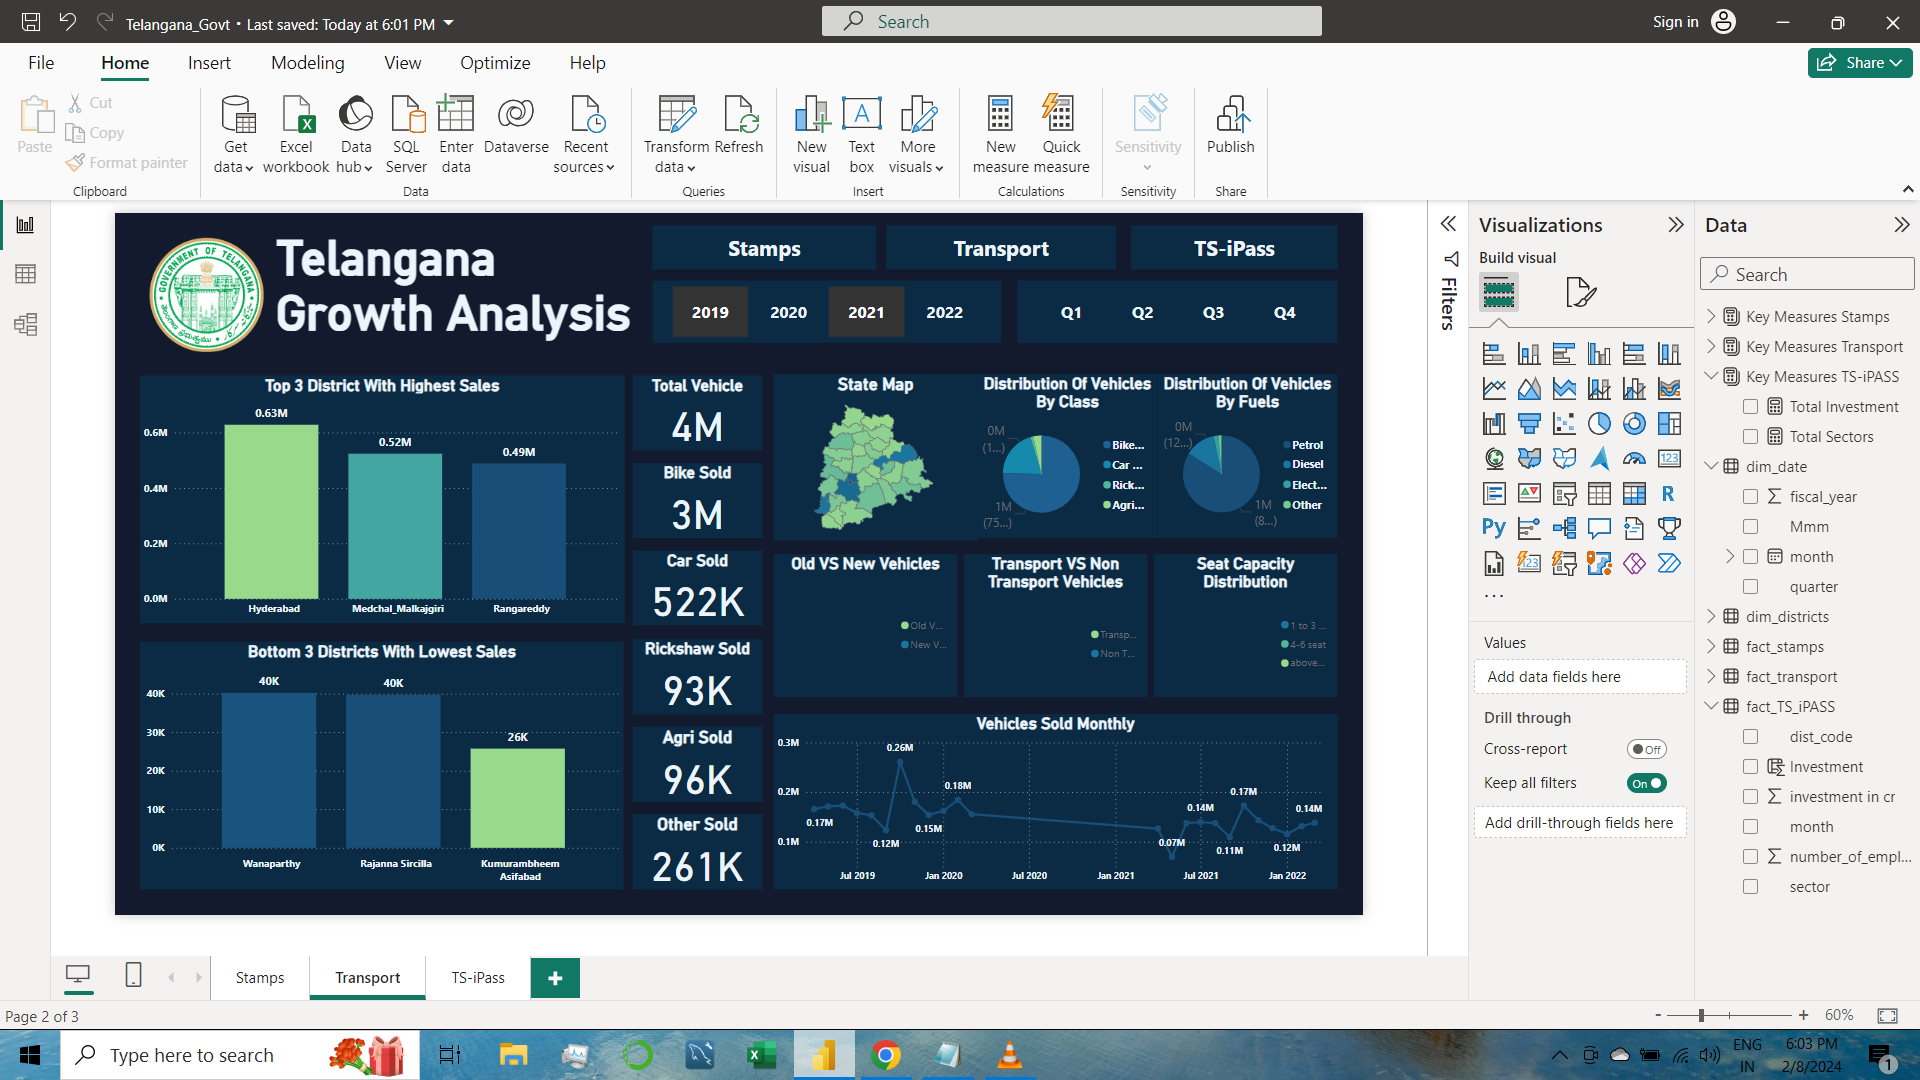 Telangana_Govt • Last saved: Today at 6:01 PM
Search
Sign in
File
Home
Insert
Modeling
View
Optimize
Help
Share
Paste
Cut
Copy
Format painter
Clipboard
Get data
Excel workbook
Data hub
SQL Server
Enter data
Dataverse
Recent sources
Data
Transform data
Refresh
Queries
New visual
Text box
More visuals
Insert
New measure
Quick measure
Calculations
Sensitivity
Sensitivity
Publish
Share
GOVERNMENT OF TELANGANA
Telangana
Growth Analysis
Stamps
Transport
TS-iPass
2019
2020
2021
2022
Q1
Q2
Q3
Q4
Top 3 District With Highest Sales
0.6M
0.4M
0.2M
0.0M
0.63M
0.52M
0.49M
Hyderabad
Medchal_Malkajgiri
Rangareddy
Bottom 3 Districts With Lowest Sales
40K
30K
20K
10K
0K
40K
40K
26K
Wanaparthy
Rajanna Sircilla
Kumurambheem
Asifabad
Total Vehicle
4M
Bike Sold
3M
Car Sold
522K
Rickshaw Sold
93K
Agri Sold
96K
Other Sold
261K
State Map
Distribution Of Vehicles
By Class
0M
(1...)
1M
(75...)
Bike...
Car ...
Rick...
Agri...
Distribution Of Vehicles
By Fuels
0M
(12...)
1M
(8...)
Petrol
Diesel
Elect...
Other
Old VS New Vehicles
Old V...
New V...
Transport VS Non
Transport Vehicles
Transp...
Non T...
Seat Capacity
Distribution
1 to 3 ...
4-6 seat
above...
Vehicles Sold Monthly
0.3M
0.2M
0.1M
0.17M
0.12M
0.26M
0.15M
0.18M
0.07M
0.14M
0.11M
0.17M
0.12M
0.14M
Jul 2019
Jan 2020
Jul 2020
Jan 2021
Jul 2021
Jan 2022
Filters
Visualizations
Build visual
123
R
Py
123
...
Values
Add data fields here
Drill through
Cross-report
Off
Keep all filters
On
Add drill-through fields here
Data
Search
Key Measures Stamps
Key Measures Transport
Key Measures TS-iPASS
Total Investment
Total Sectors
dim_date
fiscal_year
Mmm
month
quarter
dim_districts
fact_stamps
fact_transport
fact_TS_iPASS
dist_code
Investment
investment in cr
month
number_of_empl...
sector
Stamps
Transport
TS-iPass
+
Page 2 of 3
- + 60%
Type here to search
ENG
IN
6:03 PM
2/8/2024
1